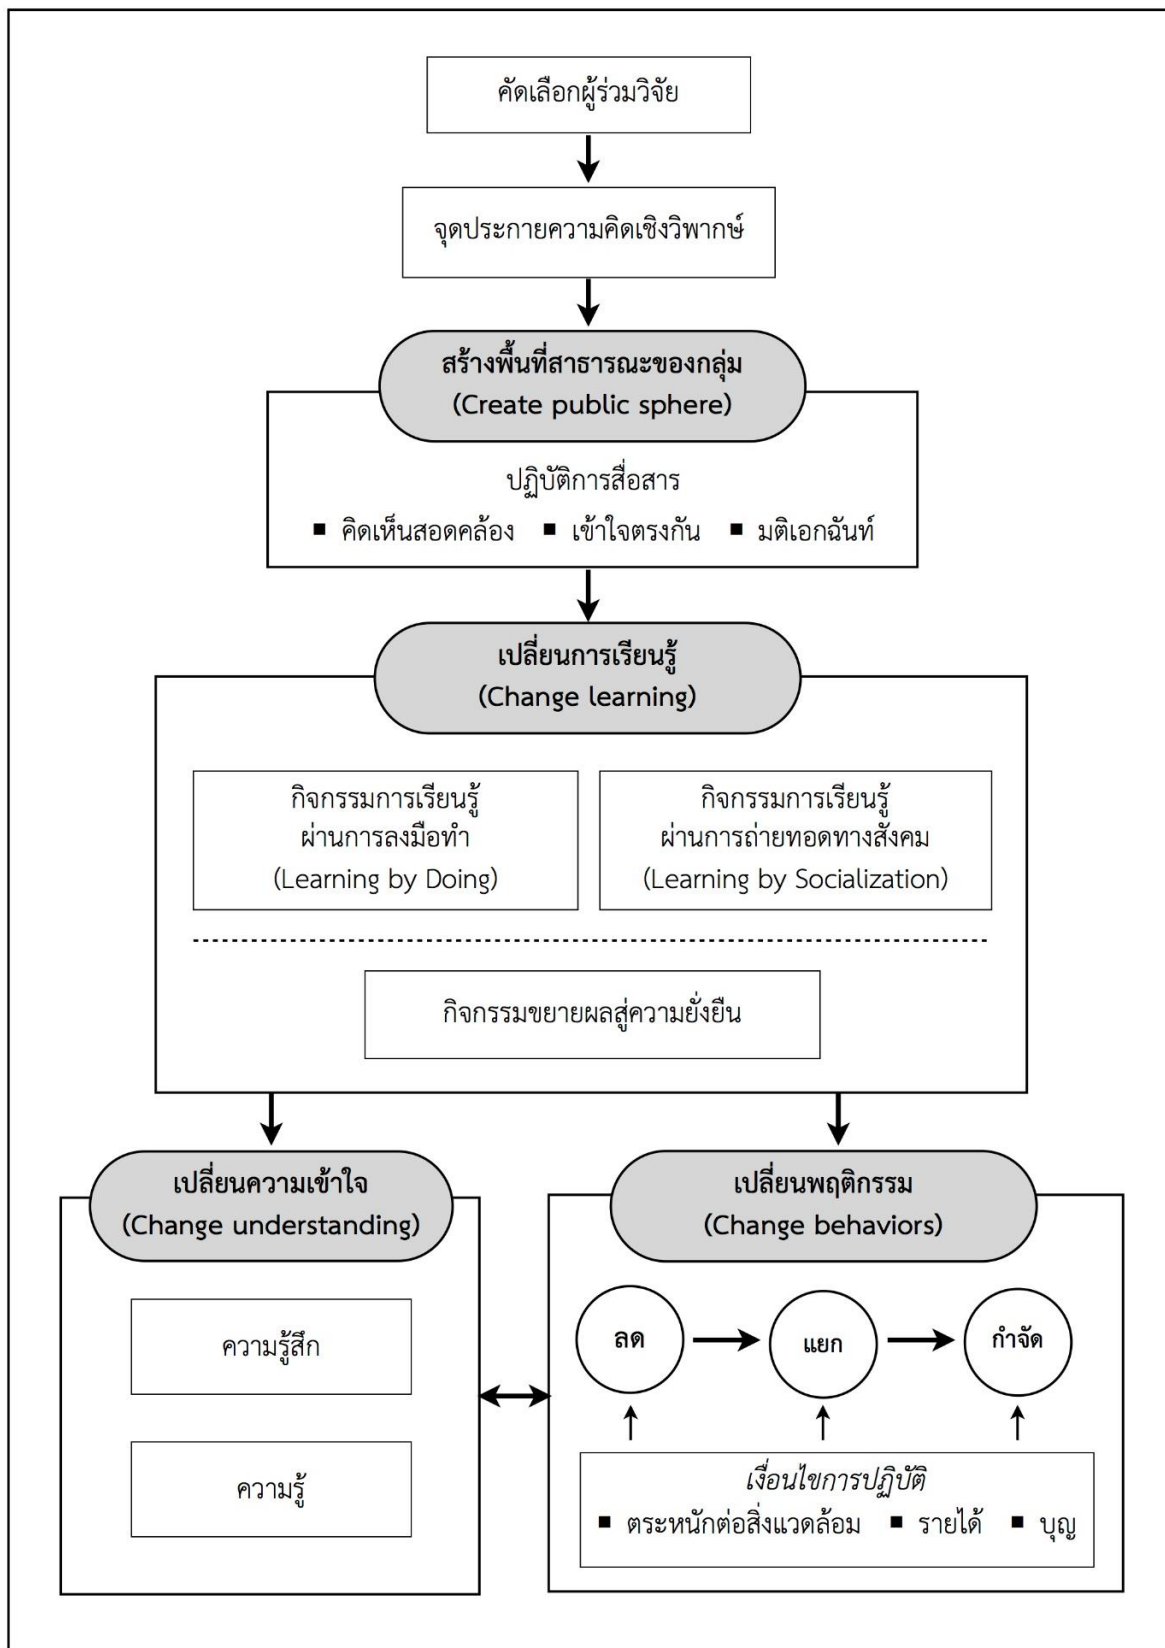 คัดเลือกผู้ร่วมวิจัย
จุดประกายความคิดเชิงวิพากษ์
สร้างพื้นที่สาธารณะของกลุ่ม
(Create public sphere)
ปฏิบัติการสื่อสาร
▪ คิดเห็นสอดคล้อง ▪ เข้าใจตรงกัน ▪ มติเอกฉันท์
เปลี่ยนการเรียนรู้
(Change learning)
กิจกรรมการเรียนรู้
ผ่านการลงมือทำ
(Learning by Doing)
กิจกรรมการเรียนรู้
ผ่านการถ่ายทอดทางสังคม
(Learning by Socialization)
กิจกรรมขยายผลสู่ความยั่งยืน
เปลี่ยนความเข้าใจ
(Change understanding)
ความรู้สึก
ความรู้
เปลี่ยนพฤติกรรม
(Change behaviors)
ลด
แยก
กำจัด
เงื่อนไขการปฏิบัติ
▪ ตระหนักต่อสิ่งแวดล้อม ▪ รายได้ ▪ บุญ